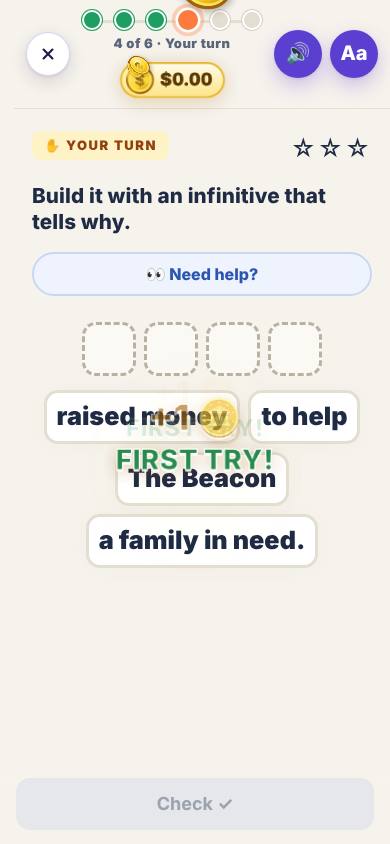 4 of 6 · Your turn
$0.00
Aa
YOUR TURN
Build it with an infinitive that
tells why.
Need help?
raised money
to help
+1
FIRST TRY!
FIRST TRY!
The Beacon
a family in need.
Check ✓